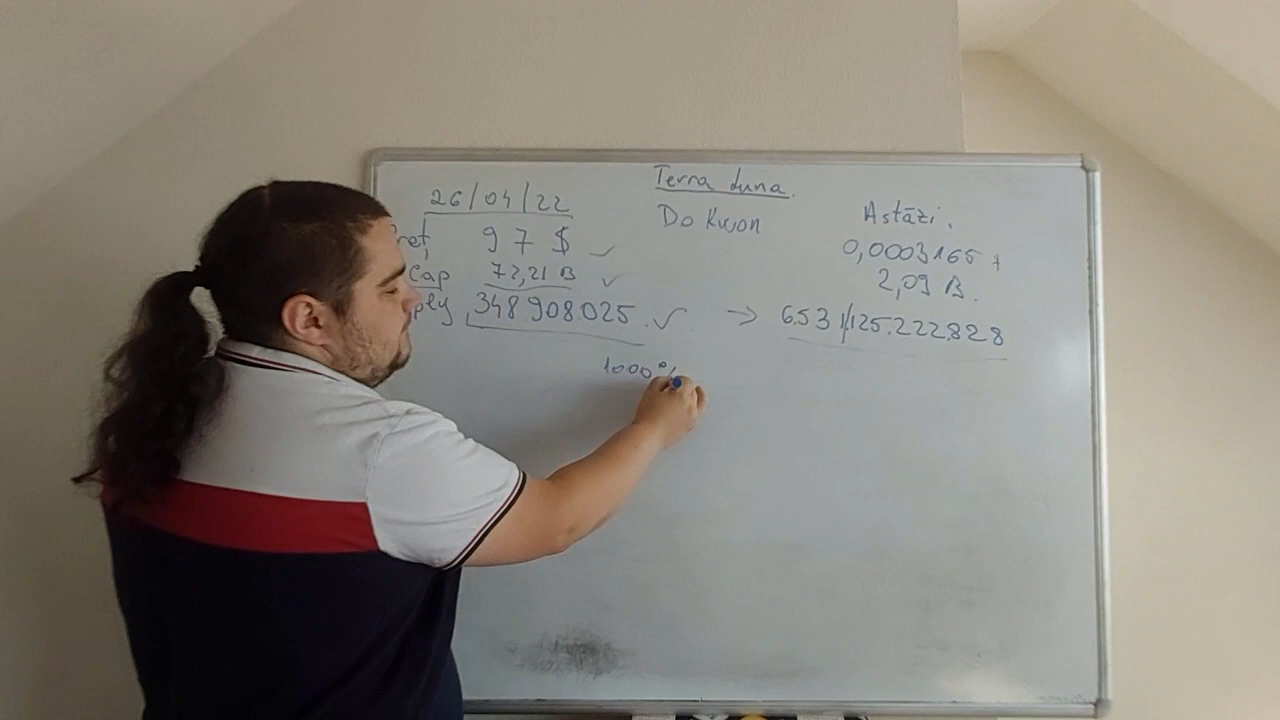 Terra Luna.
Do Kwon
26/04/22
97 $
Cap 72,21 B
348.908.025.
→ 6.531/125.222.828
1000%
Astăzi.
0,0003165 $
2,09 B.